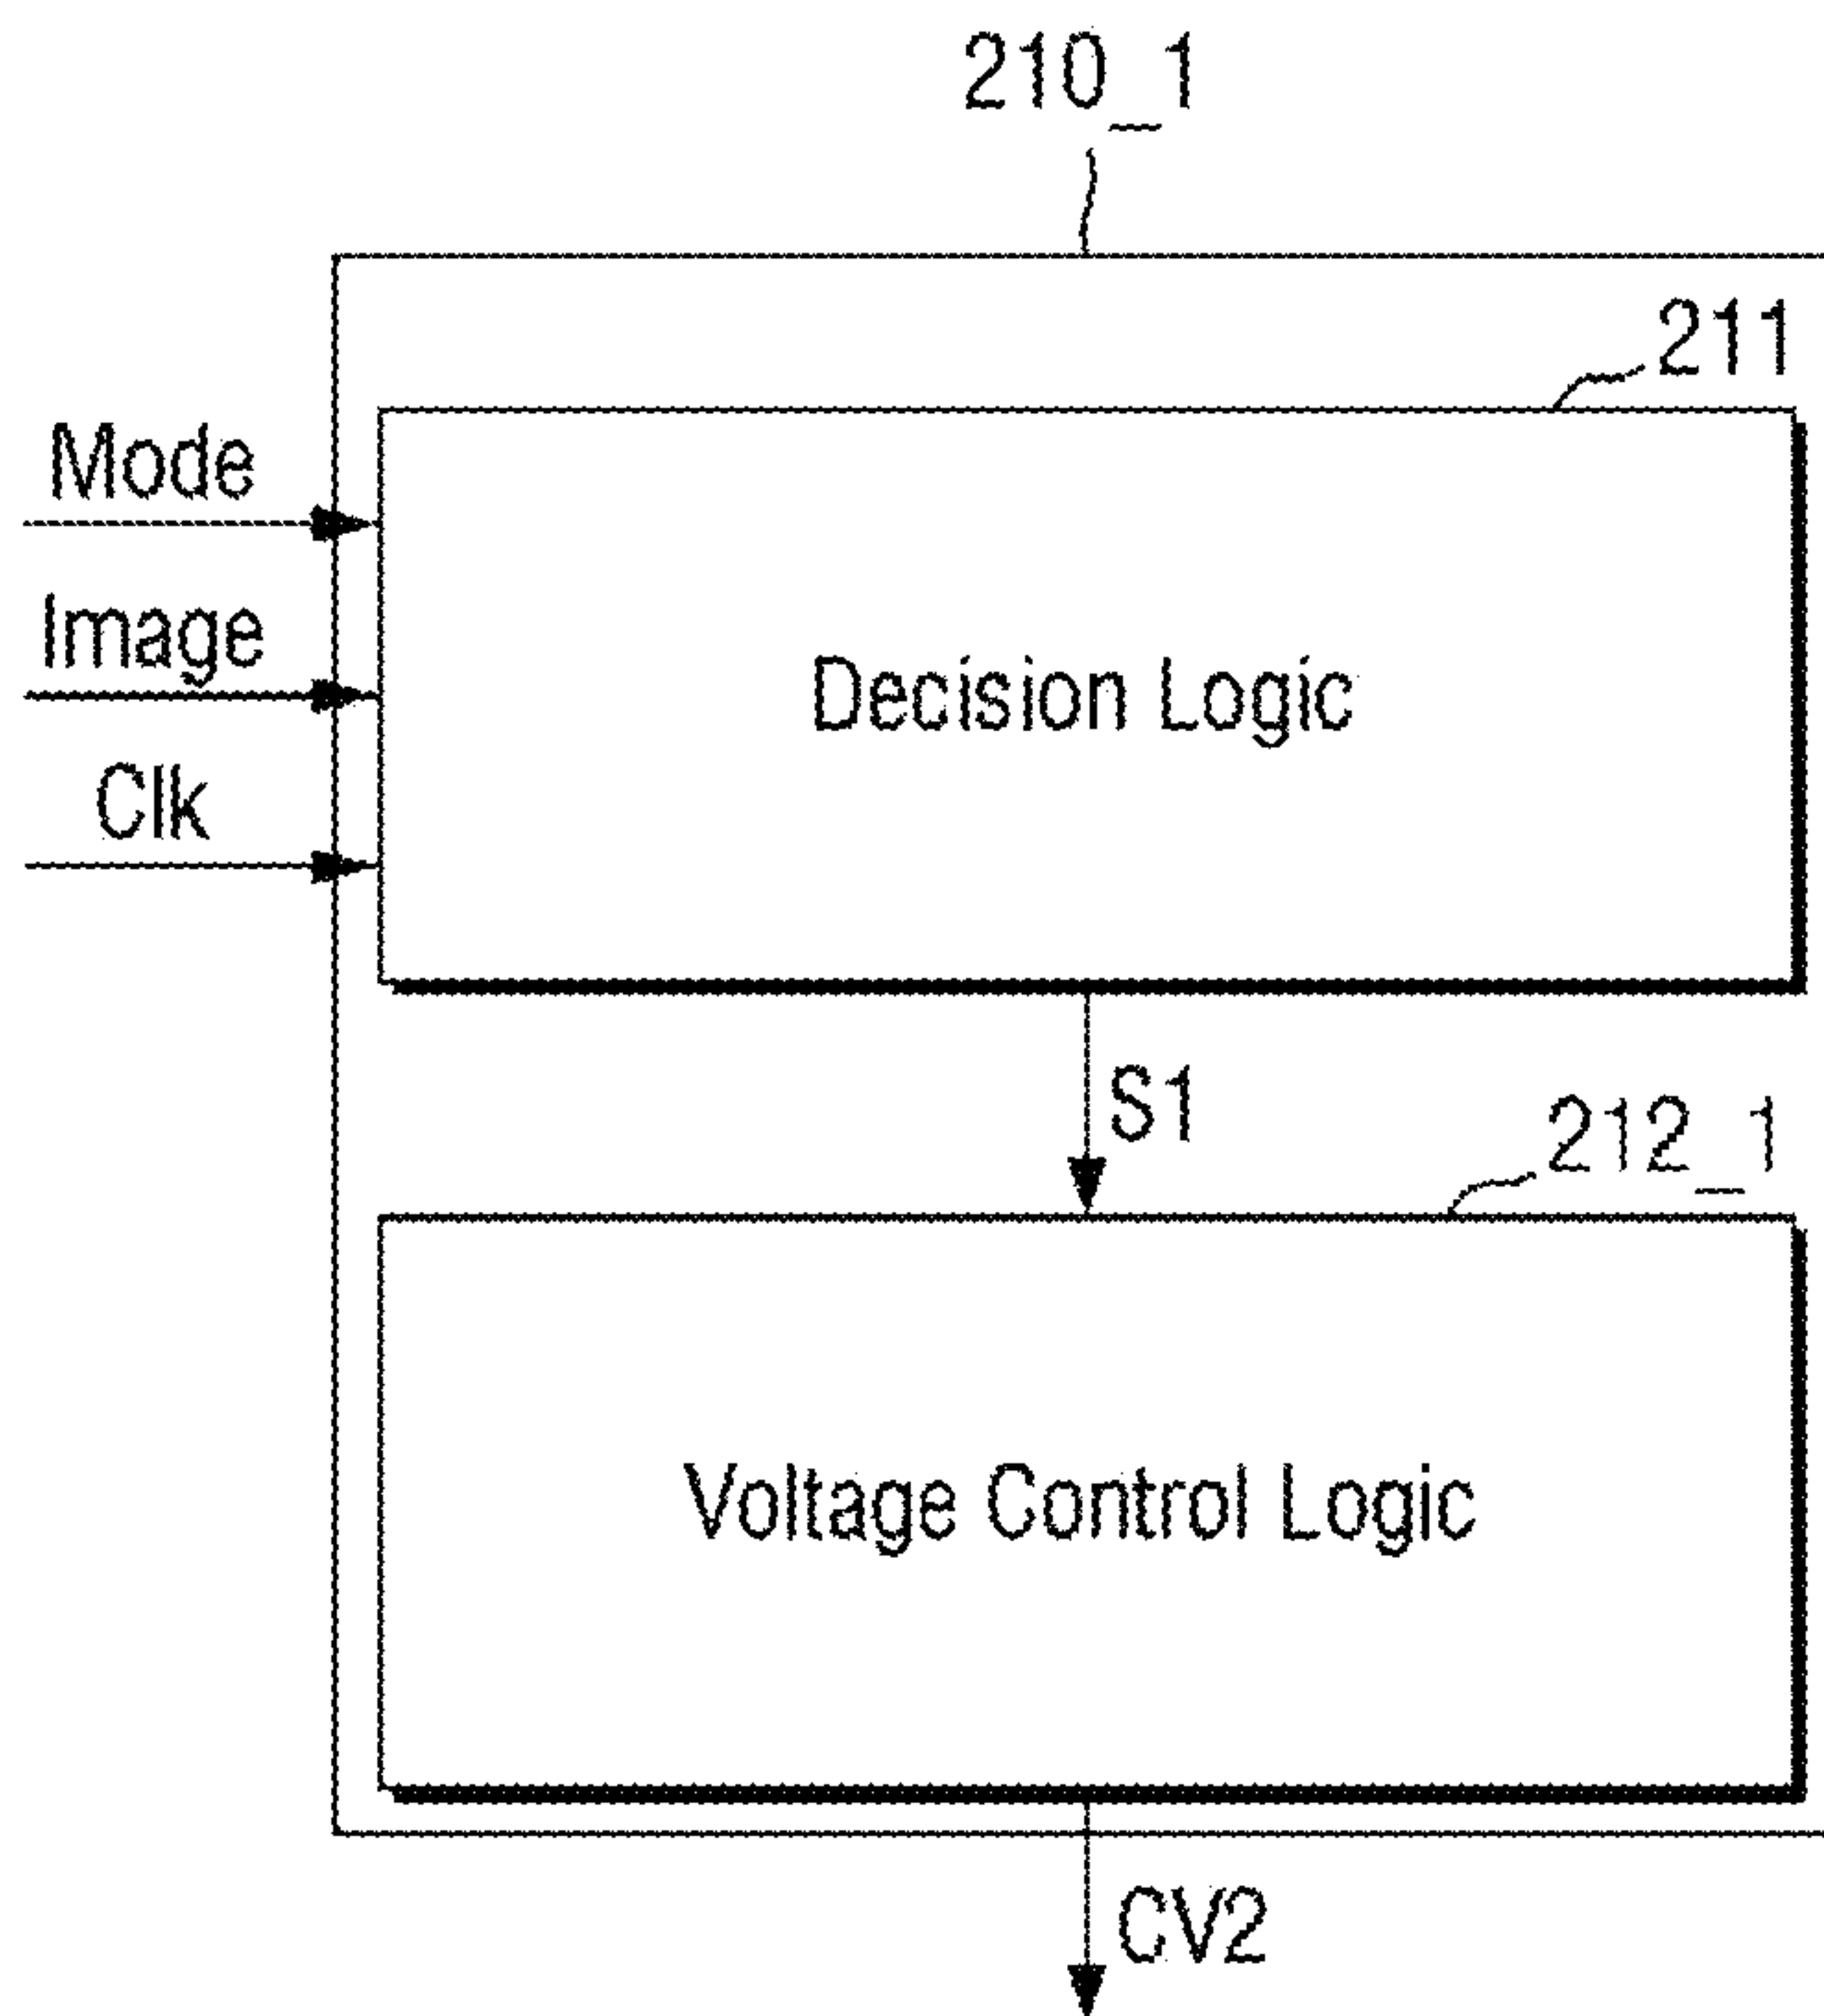 210_1
211
Mode
Image
Decision Logic
Clk
S1
212_1
Voltage Control Logic
CV2